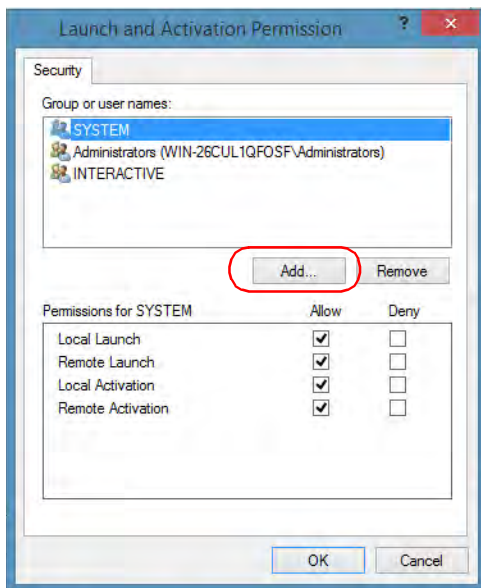 Launch and Activation Permission ? ×
Security
Group or user names:
SYSTEM
Administrators (WIN-26CUL1QFOSF\Administrators)
INTERACTIVE
Add... Remove
Permissions for SYSTEM Allow Deny
Local Launch
Remote Launch
Local Activation
Remote Activation
OK Cancel